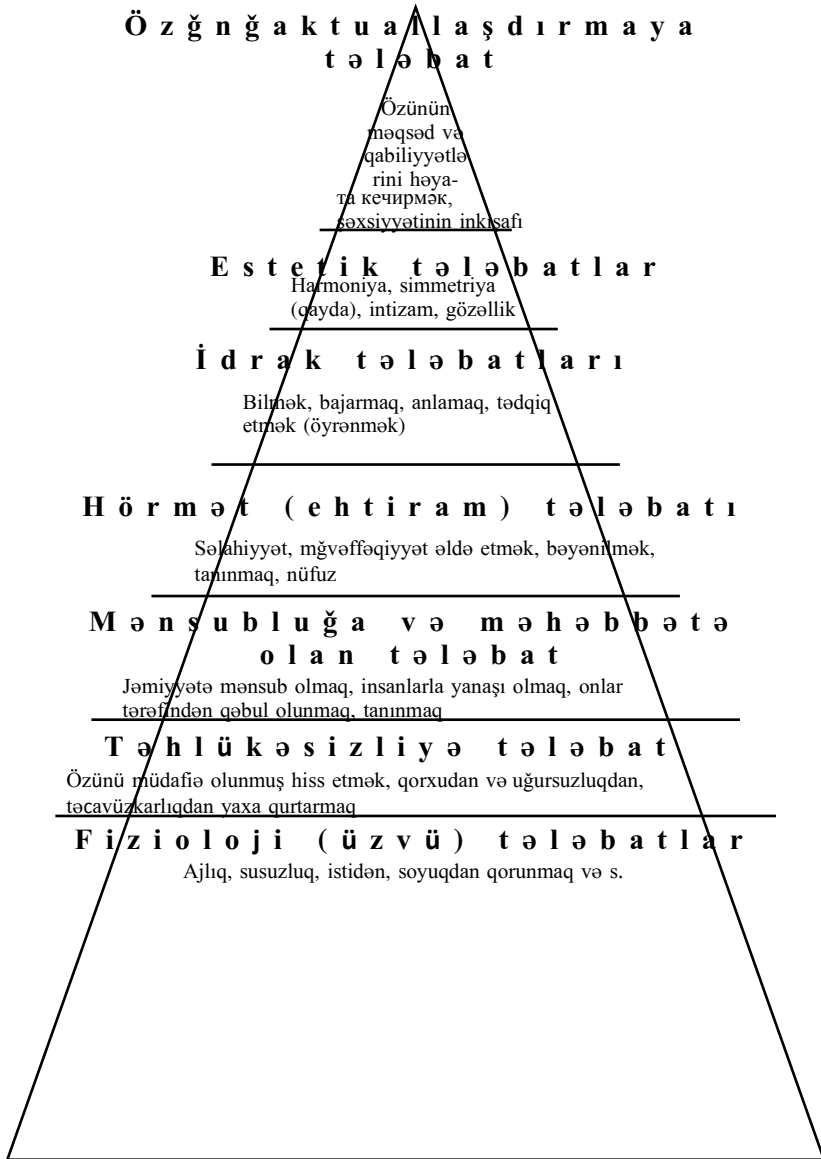 Özğnğaktuallaşdırmaya
tələbat
Özünün
məqsəd və
qabiliyyətlə
rini həya-
та кечирмək,
şəxsiyyətinin inkişafı
Estetik tələbatlar
Harmoniya, simmetriya
(qayda), intizam, gözəllik
İdrak tələbatları
Bilmək, bajarmaq, anlamaq, tədqiq
etmək (öyrənmək)
Hörmət (ehtiram) tələbatı
Səlahiyyət, mğvəffəqiyyət əldə etmək, bəyənilmək,
tanınmaq, nüfuz
Mənsubluğa və məhəbbətə
olan tələbat
Jəmiyyətə mənsub olmaq, insanlarla yanaşı olmaq, onlar
tərəfindən qəbul olunmaq, tanınmaq
Təhlükəsizliyə tələbat
Özünü müdafiə olunmuş hiss etmək, qorxudan və uğursuzluqdan,
təcavüzkarlıqdan yaxa qurtarmaq
Fizioloji (üzvü) tələbatlar
Ajlıq, susuzluq, istidən, soyuqdan qorunmaq və s.